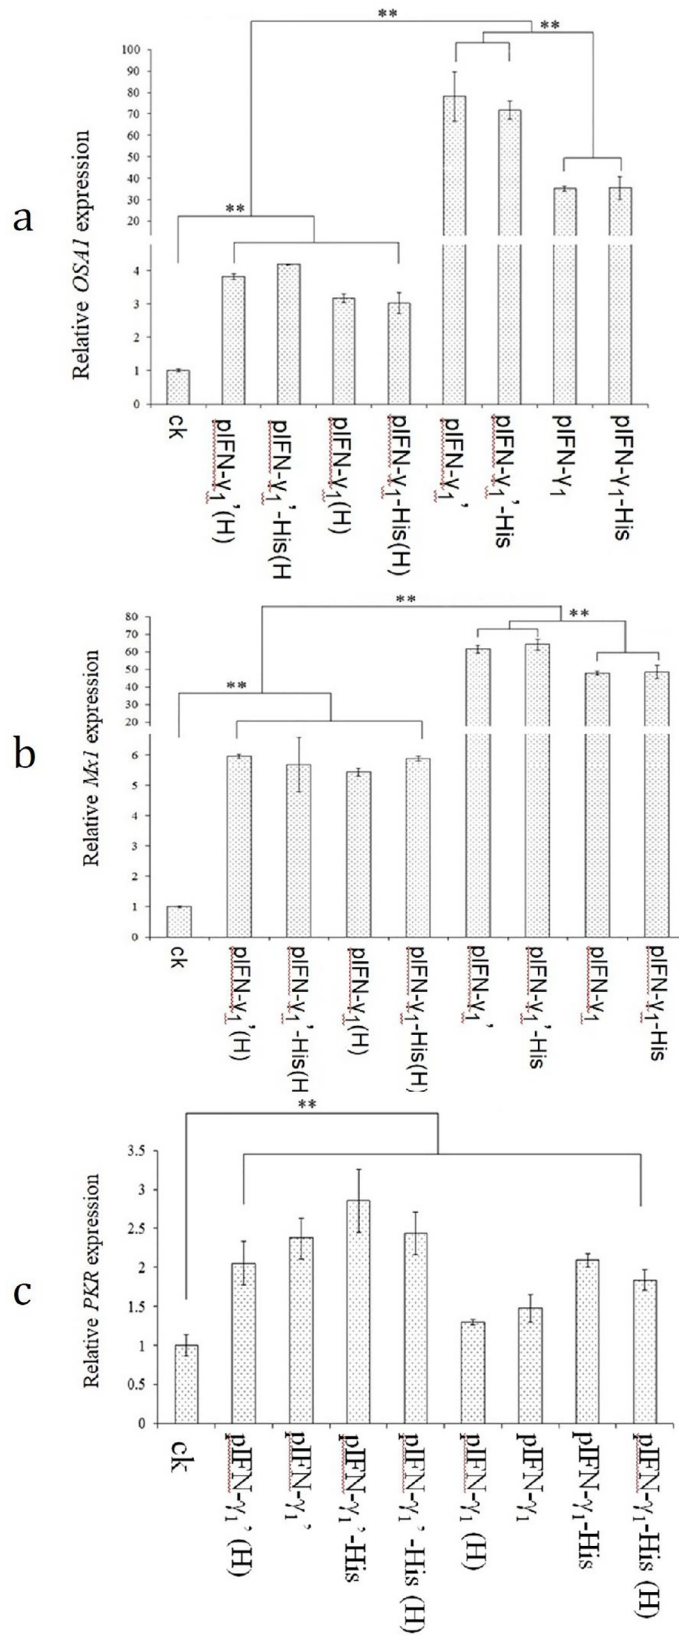 **
**
100
90
80
70
60
50
40
30
20
4
3
2
1
0
**
Relative OSA1 expression
a
ck
pIFN-γ1’(H)
pIFN-γ1’-His(H
pIFN-γ1(H)
pIFN-γ1-His(H)
pIFN-γ1’
pIFN-γ1’-His
pIFN-γ1
pIFN-γ1-His
**
**
80
70
60
50
40
30
20
6
5
4
3
2
1
0
**
Relative Mx1 expression
b
ck
pIFN-γ1’(H)
pIFN-γ1’-His(H
pIFN-γ1(H)
pIFN-γ1-His(H)
pIFN-γ1’
pIFN-γ1’-His
pIFN-γ1
pIFN-γ1-His
**
3.5
3
2.5
2
1.5
1
0.5
0
Relative PKR expression
c
ck
pIFN-γ1’ (H)
pIFN-γ1’
pIFN-γ1’-His
pIFN-γ1’-His (H)
pIFN-γ1 (H)
pIFN-γ1
pIFN-γ1-His
pIFN-γ1-His (H)